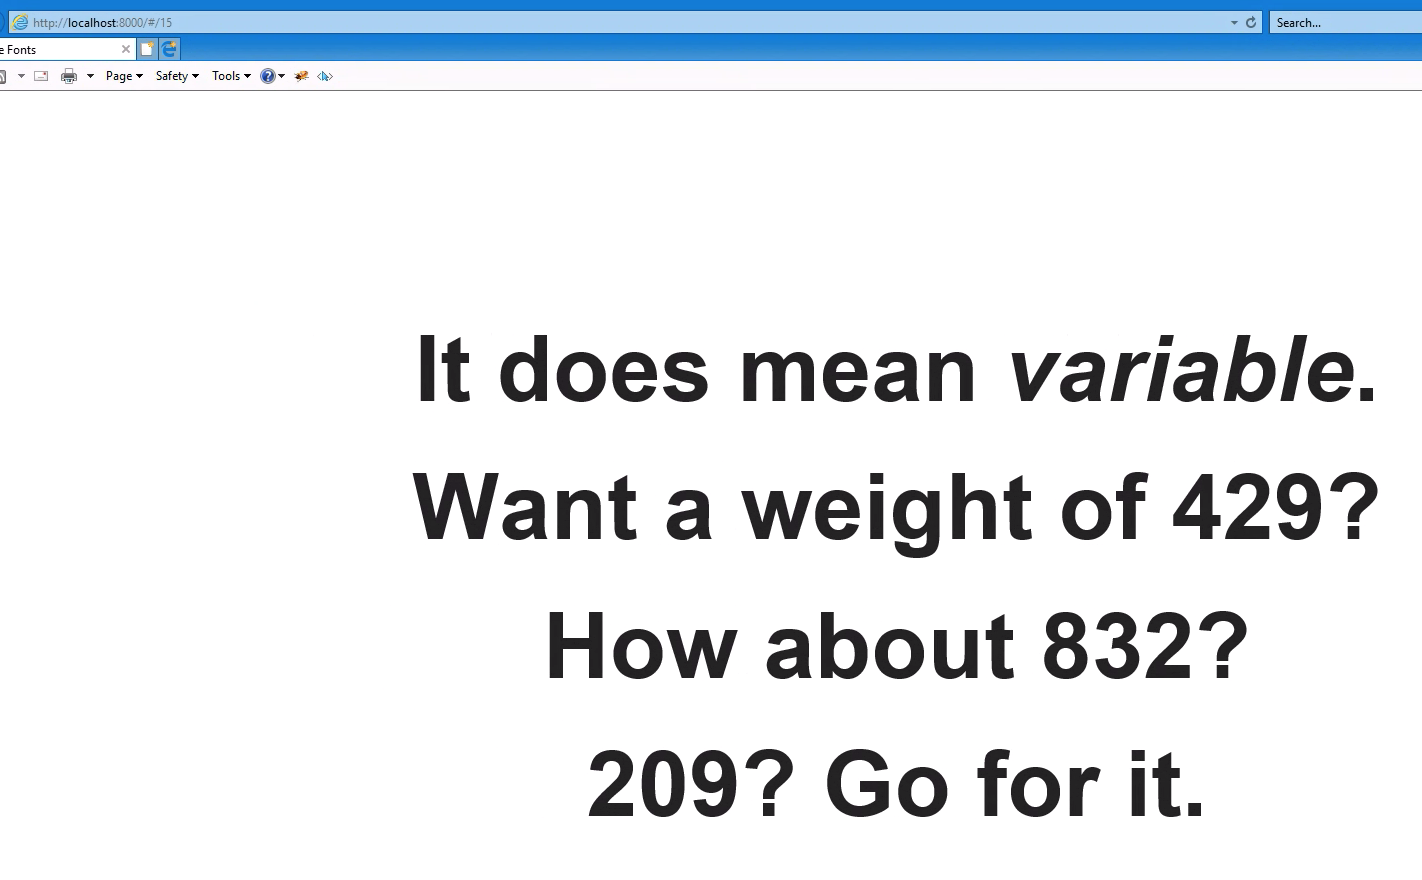 http://localhost:8000/#/15
Search...
e Fonts
Page Safety Tools
It does mean variable.
Want a weight of 429?
How about 832?
209? Go for it.